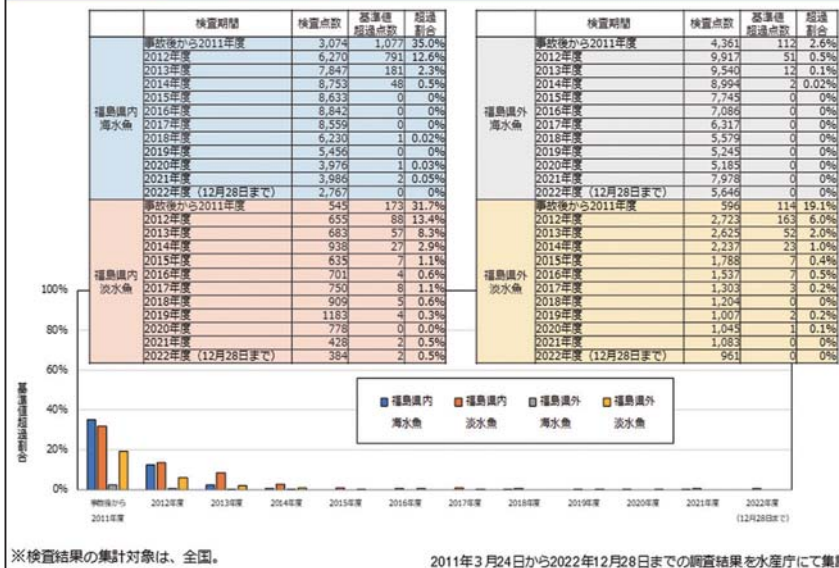 検査期間 検査点数 基準値超過点数 超過割合
福島県内海水魚
事故後から2011年度 3,074 1,077 35.0%
2012年度 6,270 791 12.6%
2013年度 7,847 181 2.3%
2014年度 8,753 48 0.5%
2015年度 8,633 0 0%
2016年度 8,842 0 0%
2017年度 8,559 0 0%
2018年度 6,230 1 0.02%
2019年度 5,456 0 0%
2020年度 3,976 1 0.03%
2021年度 3,986 2 0.05%
2022年度（12月28日まで） 2,767 0 0%
福島県内淡水魚
事故後から2011年度 545 173 31.7%
2012年度 655 88 13.4%
2013年度 683 57 8.3%
2014年度 938 27 2.9%
2015年度 635 7 1.1%
2016年度 701 4 0.6%
2017年度 750 8 1.1%
2018年度 909 5 0.6%
2019年度 1183 4 0.3%
2020年度 778 0 0.0%
2021年度 428 2 0.5%
2022年度（12月28日まで） 384 2 0.5%
検査期間 検査点数 基準値超過点数 超過割合
福島県外海水魚
事故後から2011年度 4,361 112 2.6%
2012年度 9,917 51 0.5%
2013年度 9,540 12 0.1%
2014年度 8,994 2 0.02%
2015年度 7,745 0 0%
2016年度 7,086 0 0%
2017年度 6,317 0 0%
2018年度 5,579 0 0%
2019年度 5,245 0 0%
2020年度 5,185 0 0%
2021年度 7,978 0 0%
2022年度（12月28日まで） 5,646 0 0%
福島県外淡水魚
事故後から2011年度 596 114 19.1%
2012年度 2,723 163 6.0%
2013年度 2,625 52 2.0%
2014年度 2,237 23 1.0%
2015年度 1,788 7 0.4%
2016年度 1,537 7 0.5%
2017年度 1,303 3 0.2%
2018年度 1,204 0 0%
2019年度 1,007 2 0.2%
2020年度 1,045 1 0.1%
2021年度 1,083 0 0%
2022年度（12月28日まで） 961 0 0%
100%
80%
60%
40%
20%
0%
基準値超過割合
福島県内海水魚
福島県内淡水魚
福島県外海水魚
福島県外淡水魚
事故後から2011年度
2012年度
2013年度
2014年度
2015年度
2016年度
2017年度
2018年度
2019年度
2020年度
2021年度
2022年度
(12月28日まで)
※検査結果の集計対象は、全国。
2011年3月24日から2022年12月28日までの調査結果を水産庁にて集